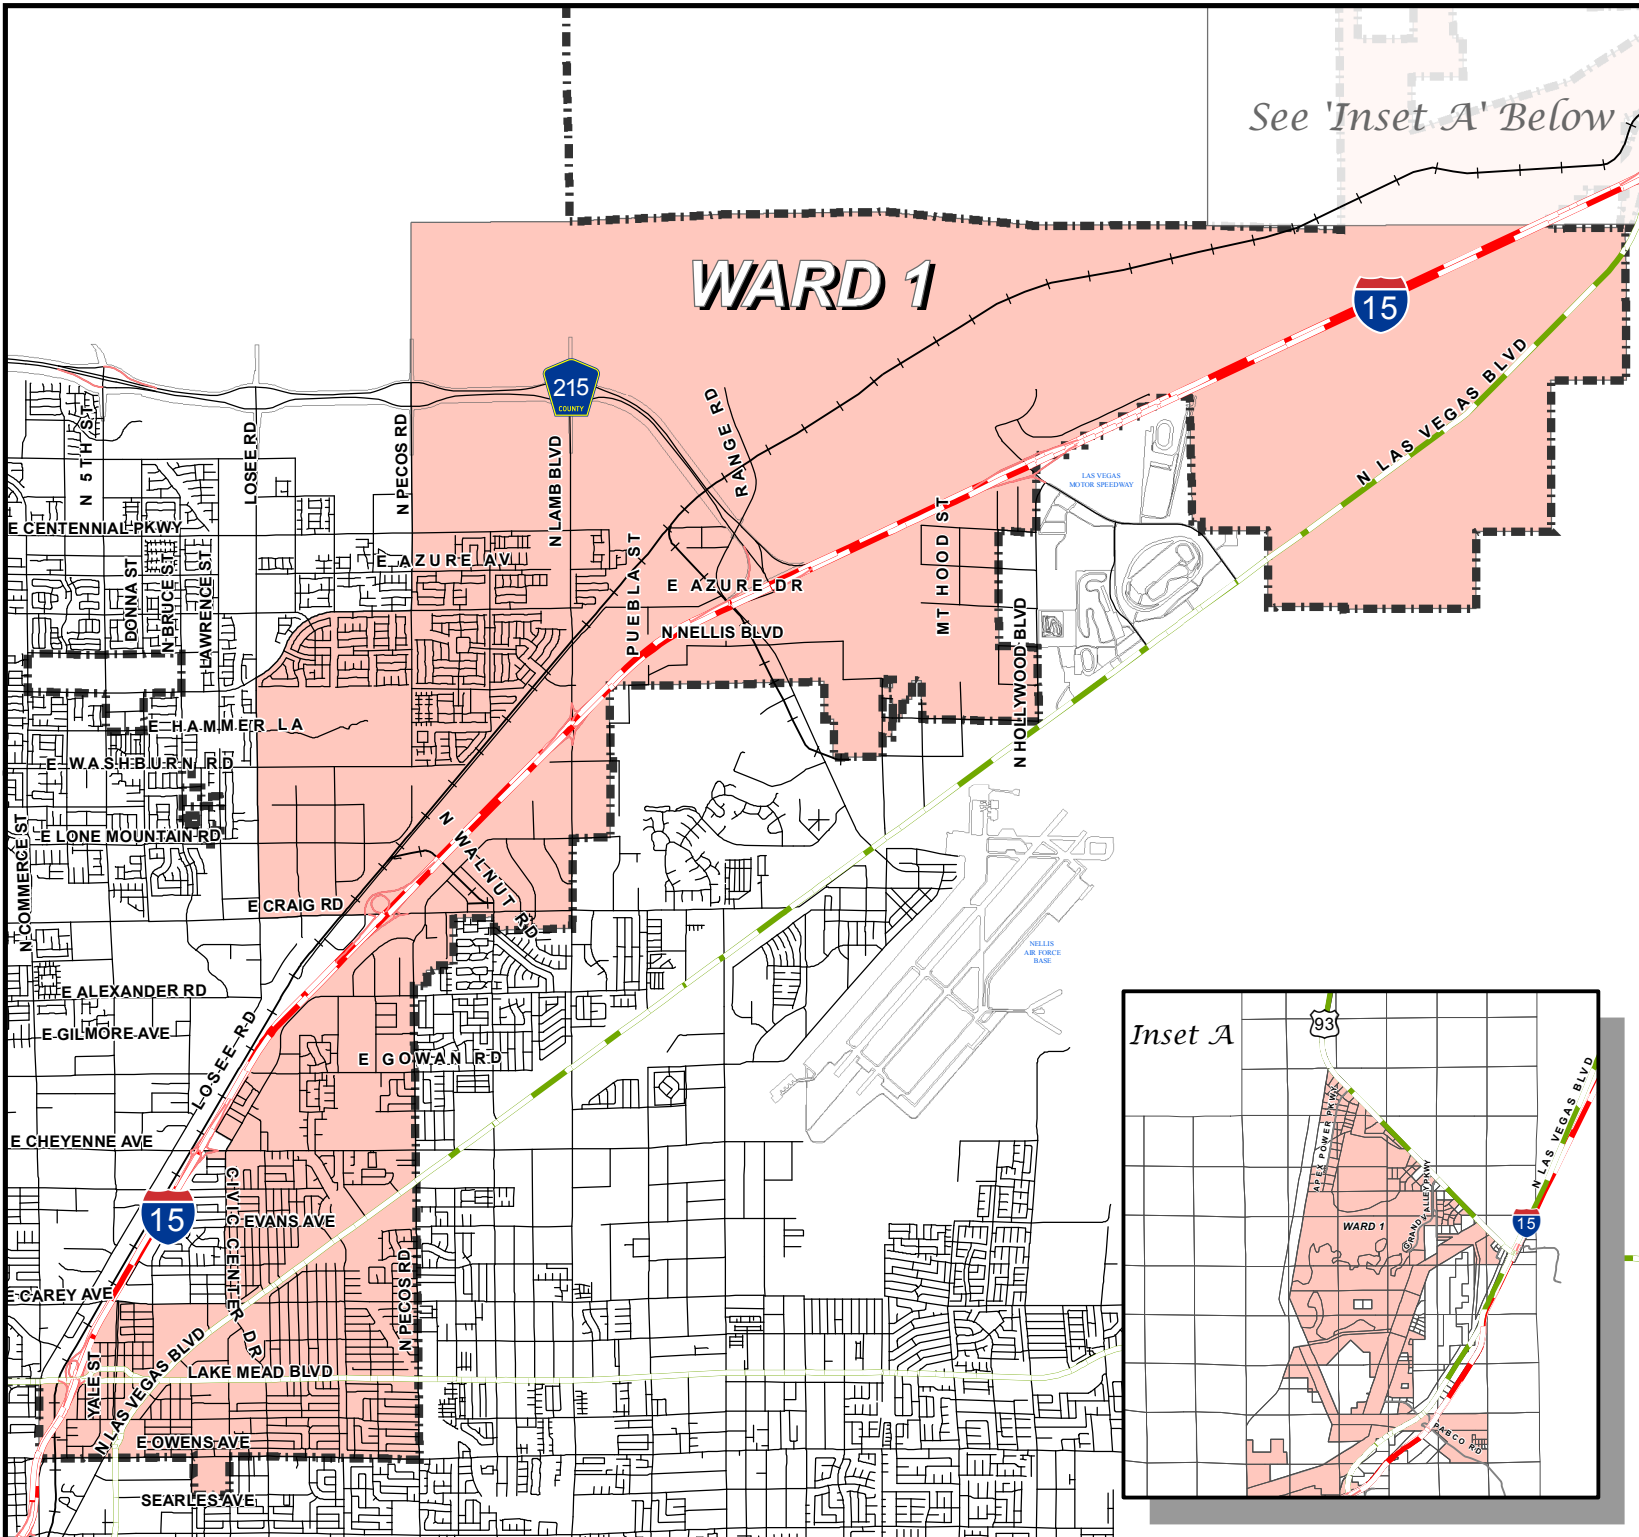 See 'Inset A' Below
WARD 1
15
215
COUNTY
RANGE RD
N LAS VEGAS BLVD
N 5TH ST
LOSEE RD
N PECOS RD
N LAMB BLVD
LAS VEGAS
MOTOR SPEEDWAY
E CENTENNIAL PKWY
MT HOOD ST
E AZURE AV
PUEBLA ST
E AZURE DR
DONNA ST
N BRUCE ST
LAWRENCE ST
N NELLIS BLVD
N HOLLYWOOD BLVD
E HAMMER LA
E WASHBURN RD
N WALNUT RD
E LONE MOUNTAIN RD
N COMMERCE ST
E CRAIG RD
NELLIS
AIR FORCE
BASE
E ALEXANDER RD
E GILMORE AVE
LOSEE RD
E GOWAN RD
E CHEYENNE AVE
15
CIVIC CENTER DR
EVANS AVE
N PECOS RD
E CAREY AVE
YALE ST
N LAS VEGAS BLVD
LAKE MEAD BLVD
E OWENS AVE
SEARLES AVE
Inset A
93
N LAS VEGAS BLVD
APEX POWER PKWY
GRAND VALLEY PKWY
WARD 1
15
PABCO RD